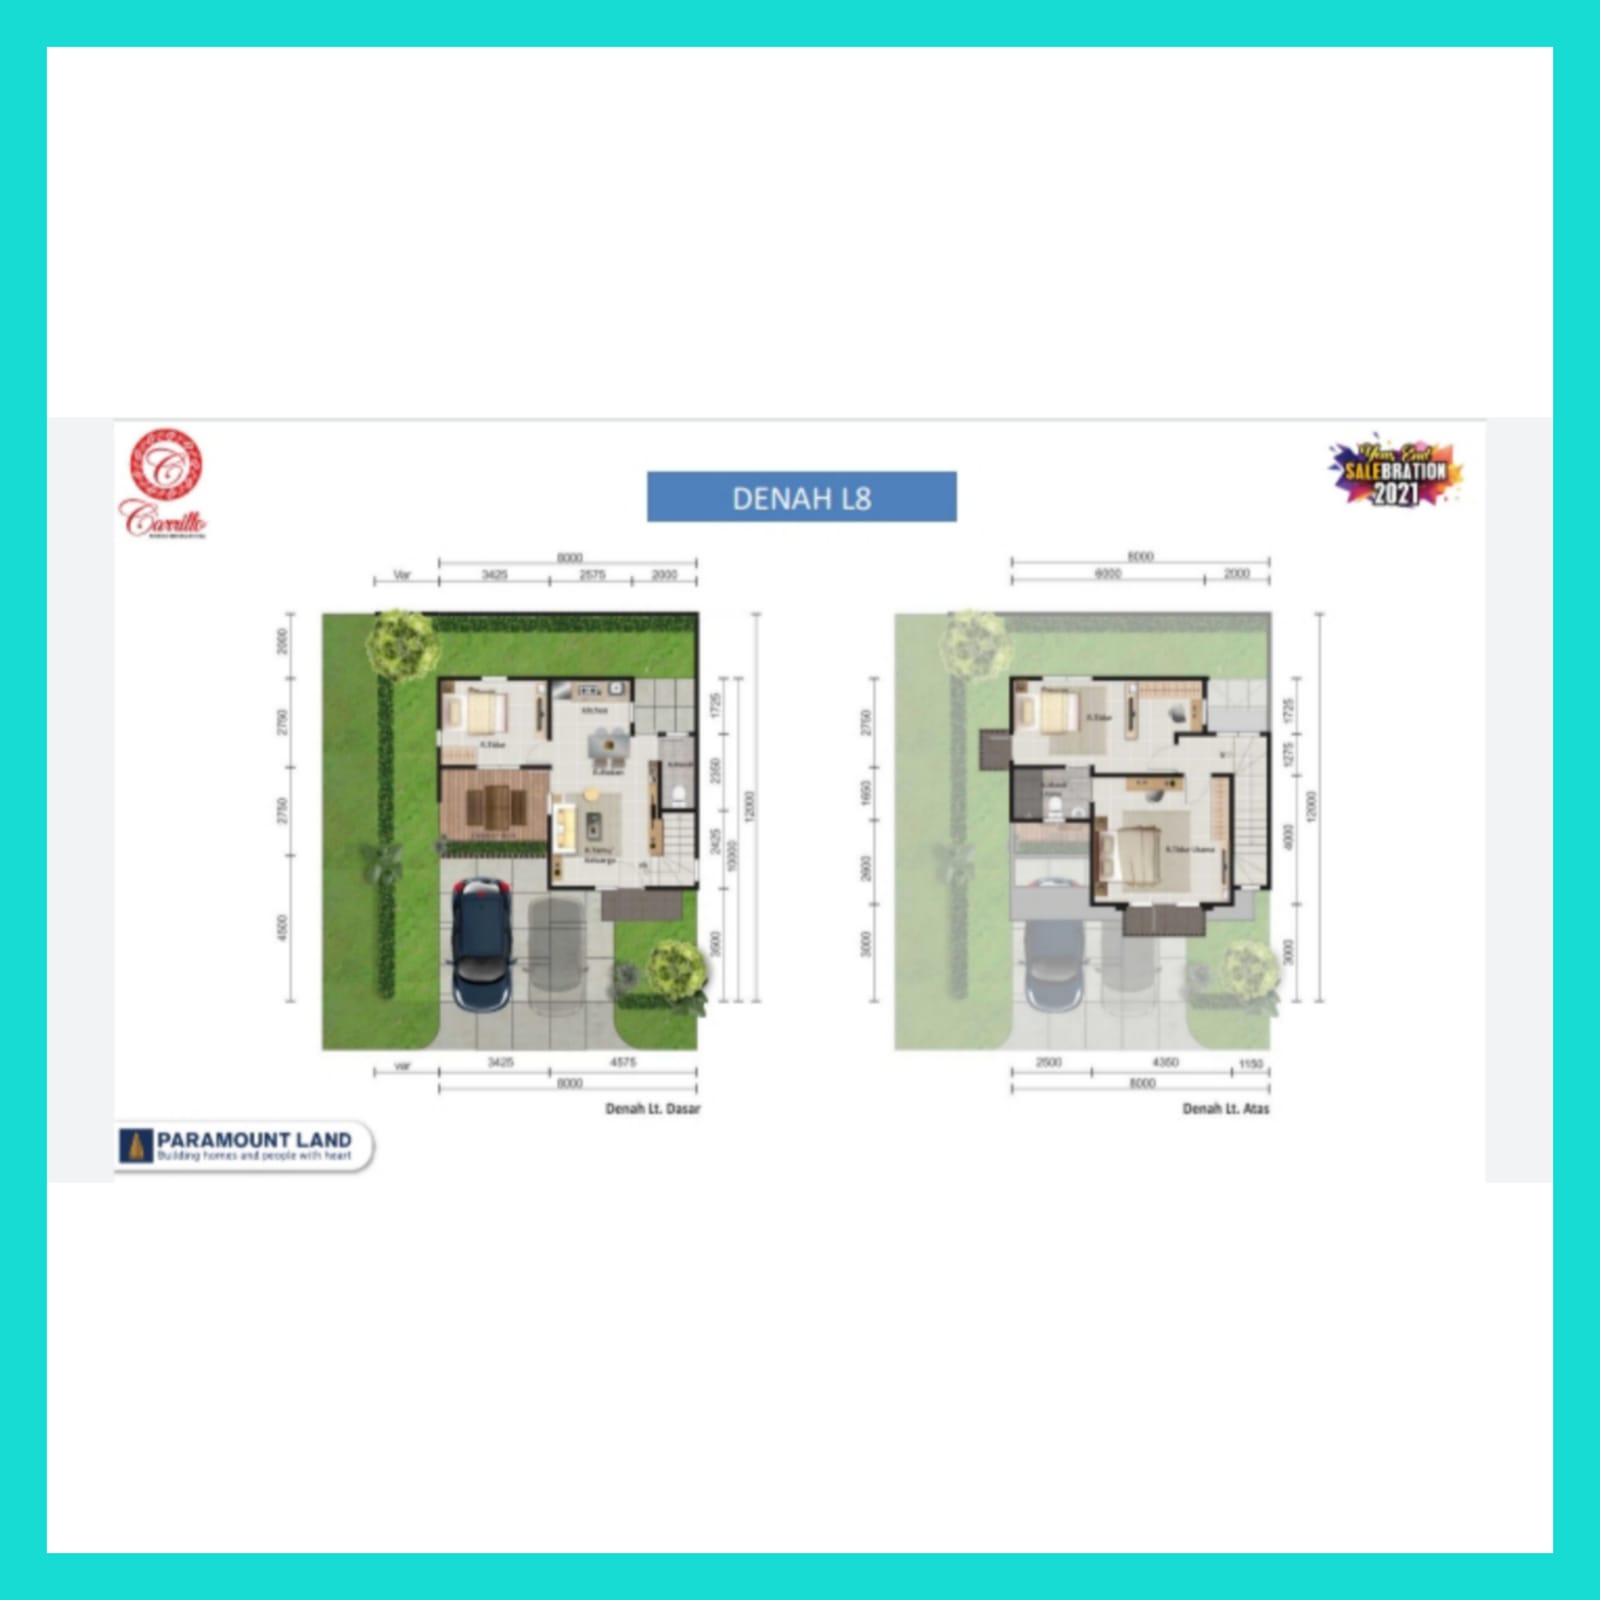 Carrillo
DENAH L8
Year End
SALEBRATION
2021
8000
Var 3425 2575 2000
2000
2750
2750
4500
1725
2350
2425
3500
10000
12000
R.Tidur
Kitchen
R.Makan
R.Tamu/
Keluarga
var 3425 4575
8000
Denah Lt. Dasar
8000
6000 2000
2750
1650
2600
3000
1725
1275
4000
3000
12000
R.Tidur
R.Tidur Utama
2500 4350 1150
8000
Denah Lt. Atas
PARAMOUNT LAND
Building homes and people with heart